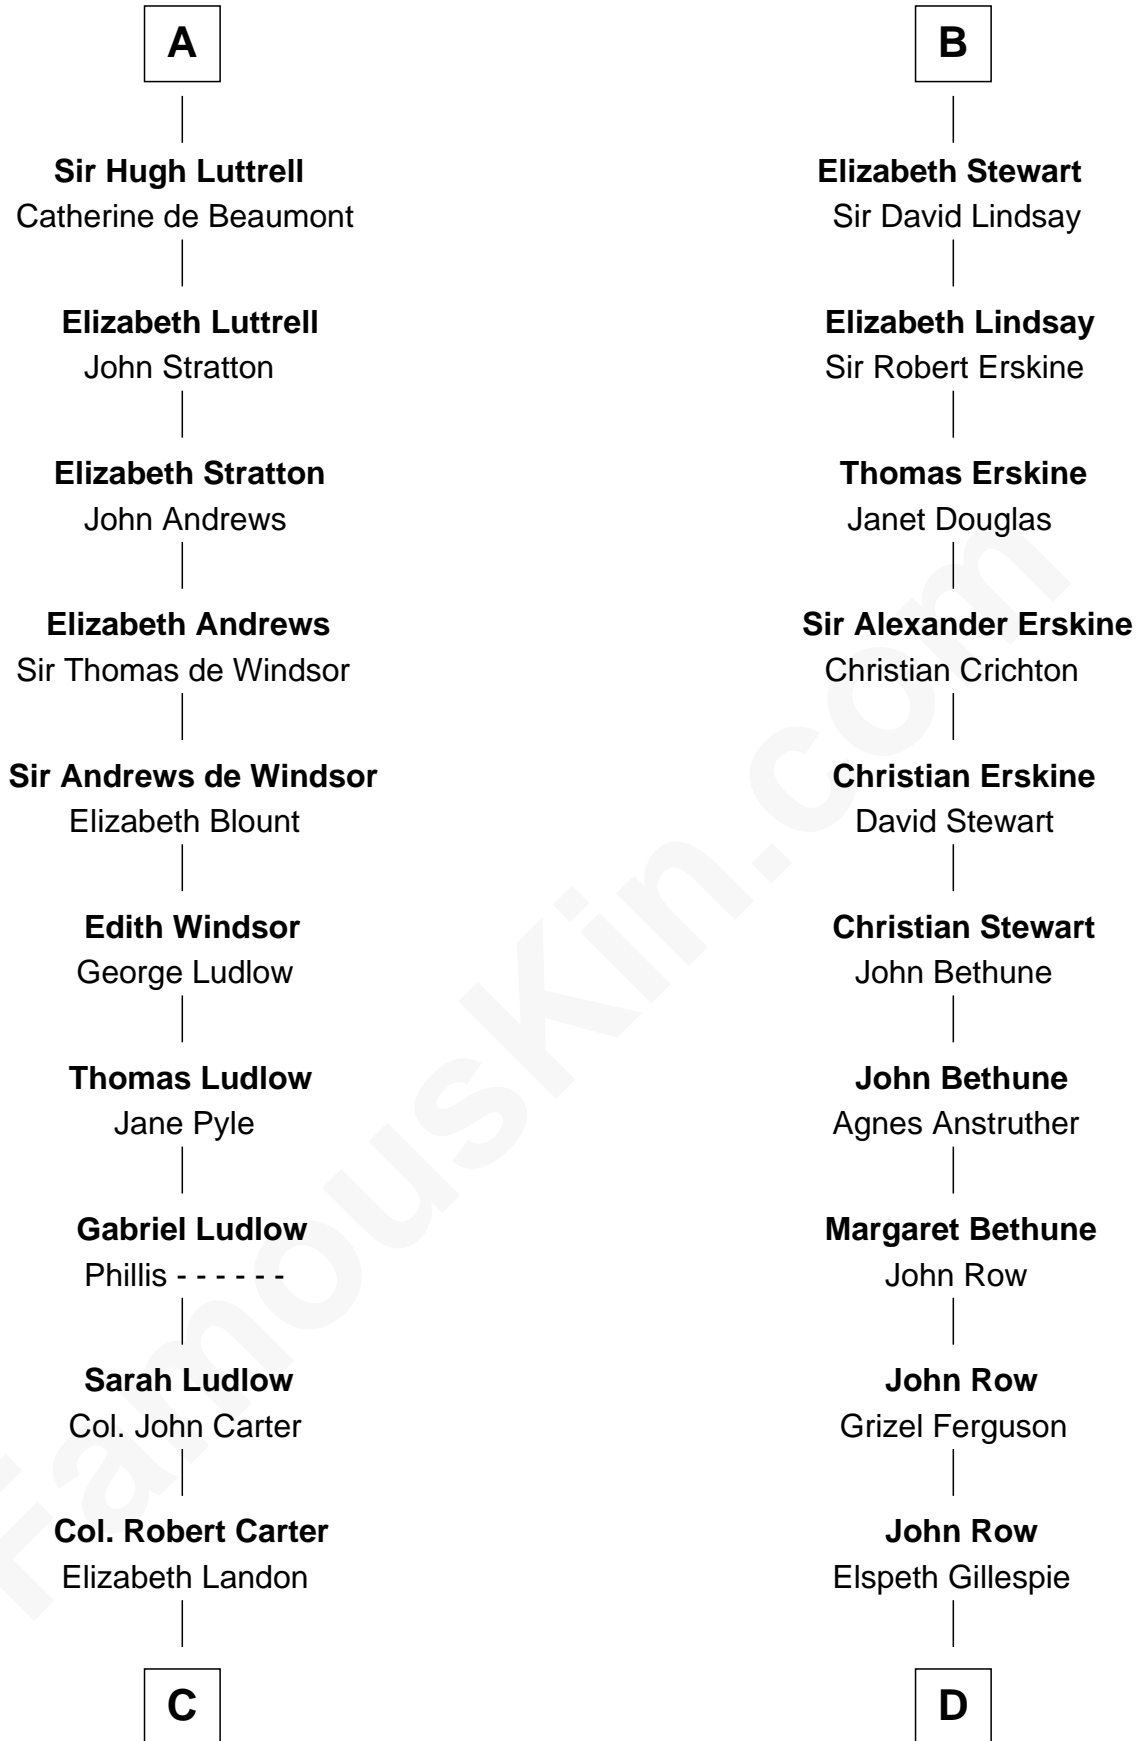 A
Sir Hugh Luttrell
Catherine de Beaumont
Elizabeth Luttrell
John Stratton
Elizabeth Stratton
John Andrews
Elizabeth Andrews
Sir Thomas de Windsor
Sir Andrews de Windsor
Elizabeth Blount
Edith Windsor
George Ludlow
Thomas Ludlow
Jane Pyle
Gabriel Ludlow
Phillis - - - - - -
Sarah Ludlow
Col. John Carter
Col. Robert Carter
Elizabeth Landon
C
B
Elizabeth Stewart
Sir David Lindsay
Elizabeth Lindsay
Sir Robert Erskine
Thomas Erskine
Janet Douglas
Sir Alexander Erskine
Christian Crichton
Christian Erskine
David Stewart
Christian Stewart
John Bethune
John Bethune
Agnes Anstruther
Margaret Bethune
John Row
John Row
Grizel Ferguson
John Row
Elspeth Gillespie
D
FamousKin.com